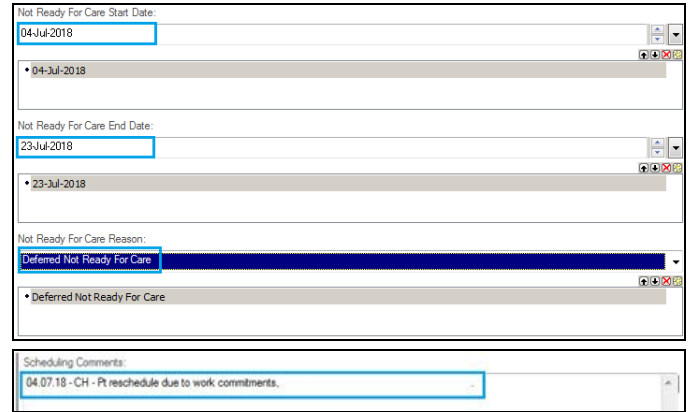 Not Ready For Care Start Date:
04-Jul-2018
• 04-Jul-2018
Not Ready For Care End Date:
23-Jul-2018
• 23-Jul-2018
Not Ready For Care Reason:
Deferred Not Ready For Care
• Deferred Not Ready For Care
Scheduling Comments:
04.07.18 - CH - Pt reschedule due to work commitments.